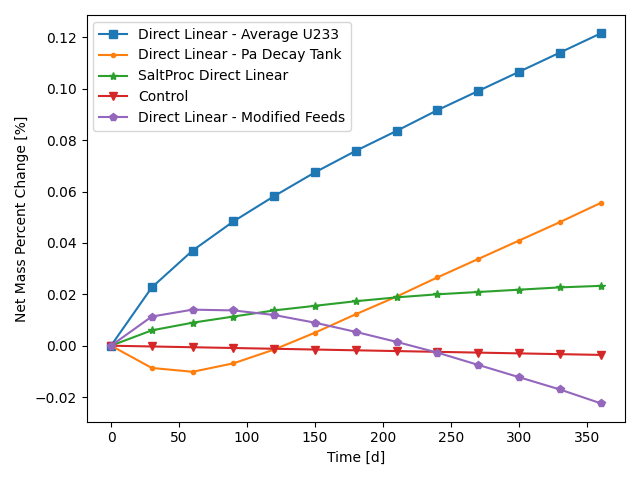 Direct Linear - Average U233
Direct Linear - Pa Decay Tank
SaltProc Direct Linear
Control
Direct Linear - Modified Feeds
Net Mass Percent Change [%]
0.12
0.10
0.08
0.06
0.04
0.02
0.00
−0.02
0 50 100 150 200 250 300 350
Time [d]